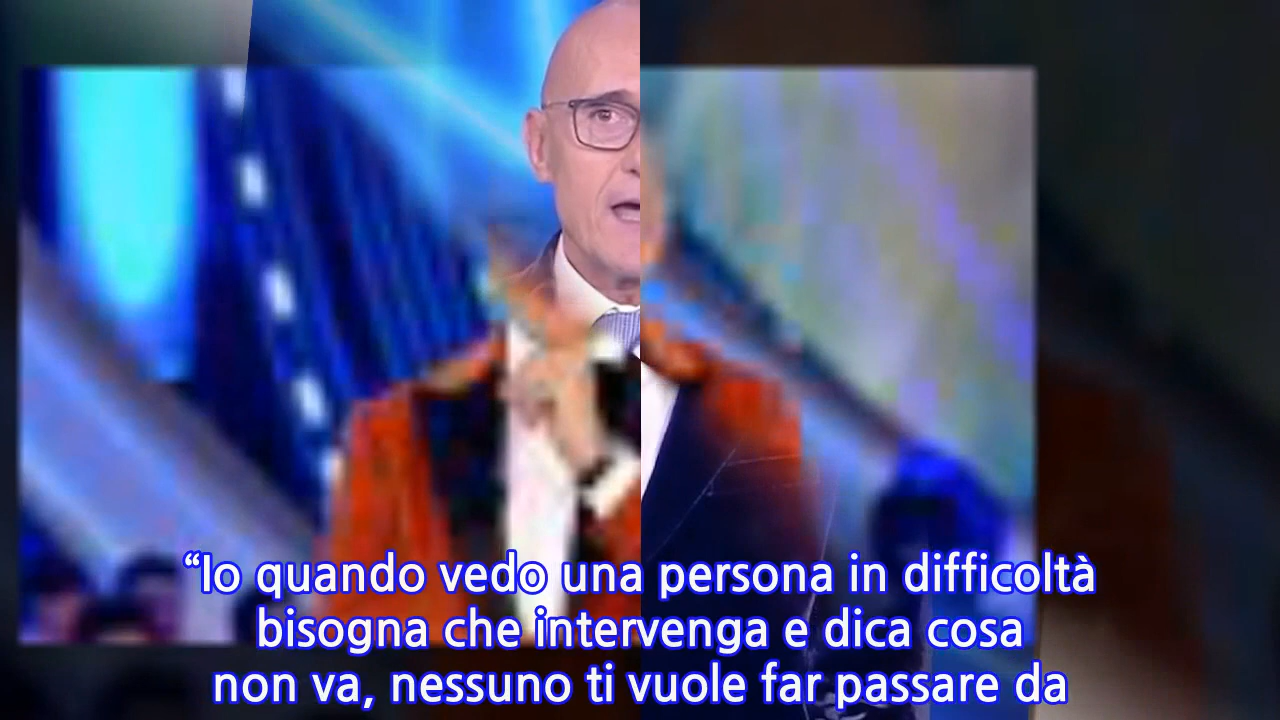 “Io quando vedo una persona in difficoltà
bisogna che intervenga e dica cosa
non va, nessuno ti vuole far passare da